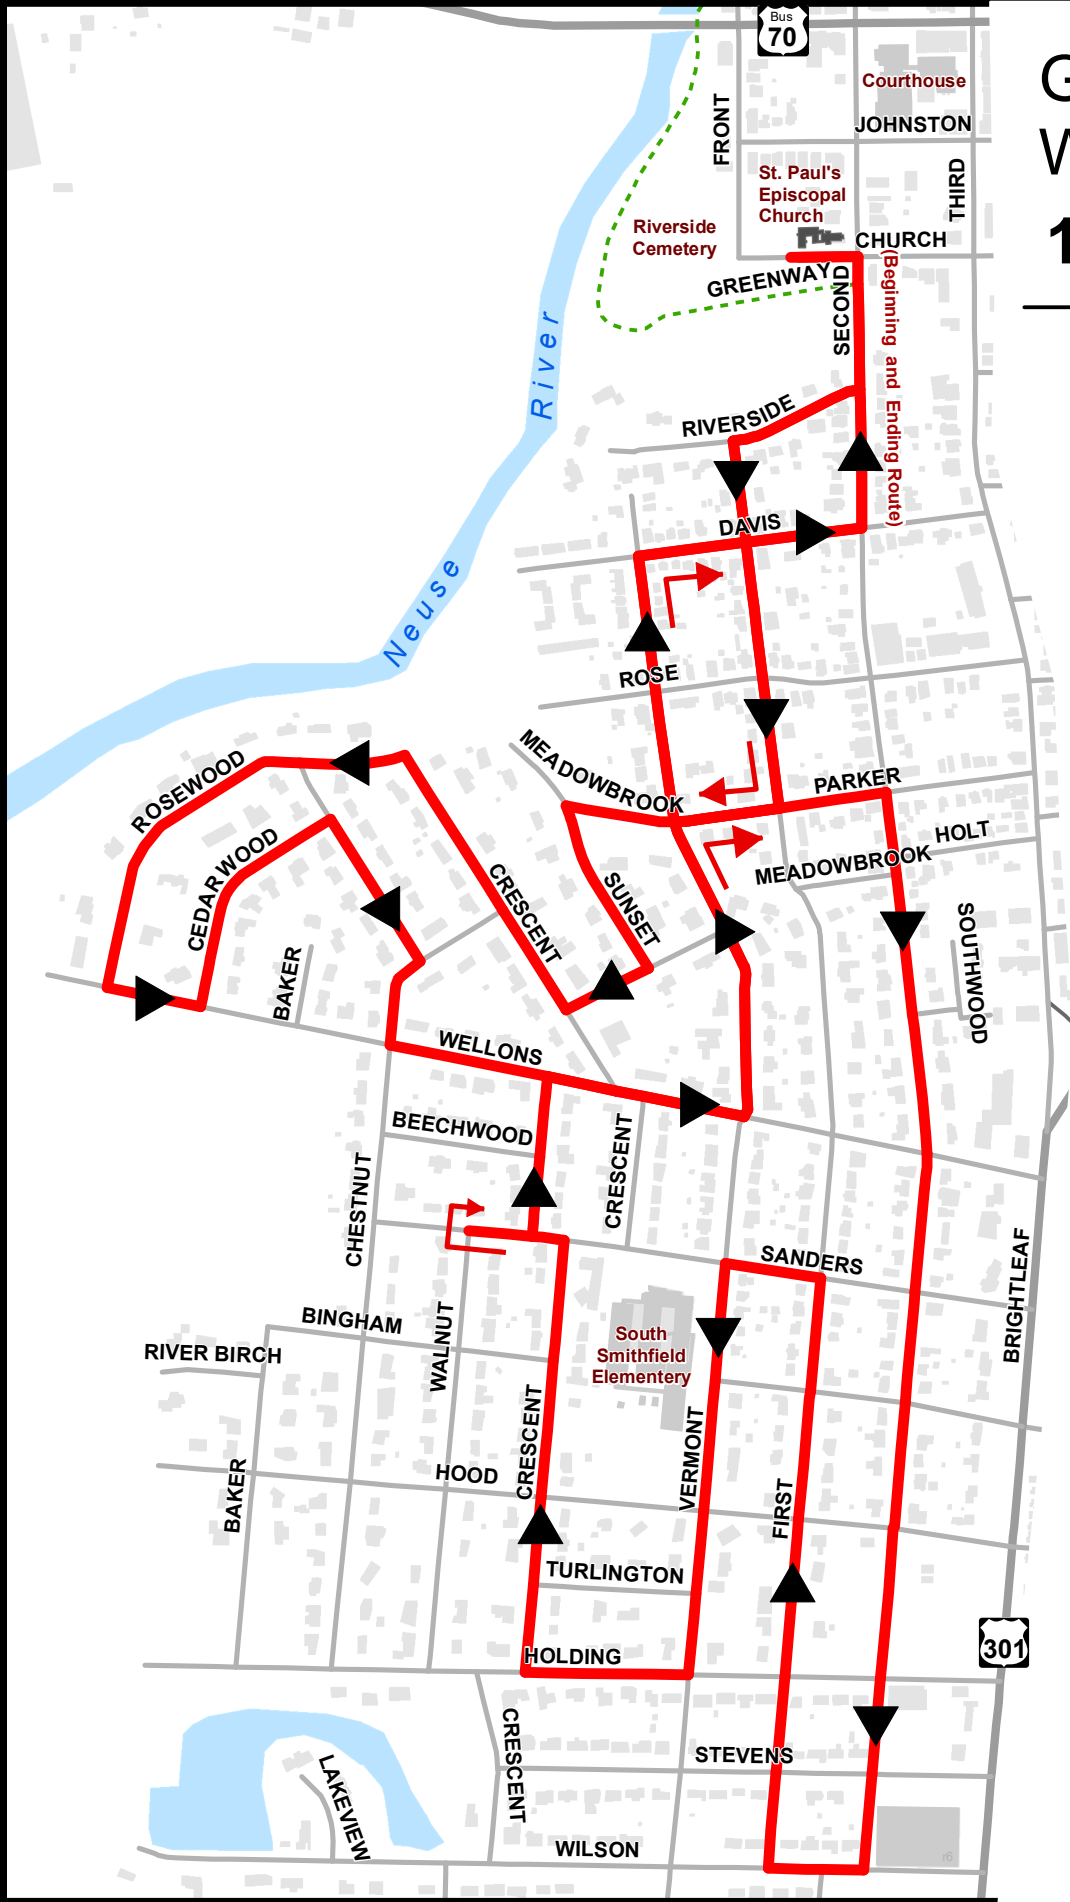 Bus
70
G
W
1
Courthouse
JOHNSTON
FRONT
THIRD
St. Paul's
Episcopal
Church
Riverside
Cemetery
CHURCH
GREENWAY
SECOND
(Beginning and Ending Route)
River
Neuse
RIVERSIDE
DAVIS
ROSE
MEADOWBROOK
PARKER
HOLT
MEADOWBROOK
ROSEWOOD
CEDARWOOD
CRESCENT
SUNSET
SOUTHWOOD
BAKER
WELLONS
BEECHWOOD
CRESCENT
CHESTNUT
SANDERS
BRIGHTLEAF
BINGHAM
RIVER BIRCH
WALNUT
South
Smithfield
Elementery
CRESCENT
VERMONT
HOOD
BAKER
FIRST
TURLINGTON
HOLDING
301
CRESCENT
STEVENS
LAKEVIEW
WILSON
r6